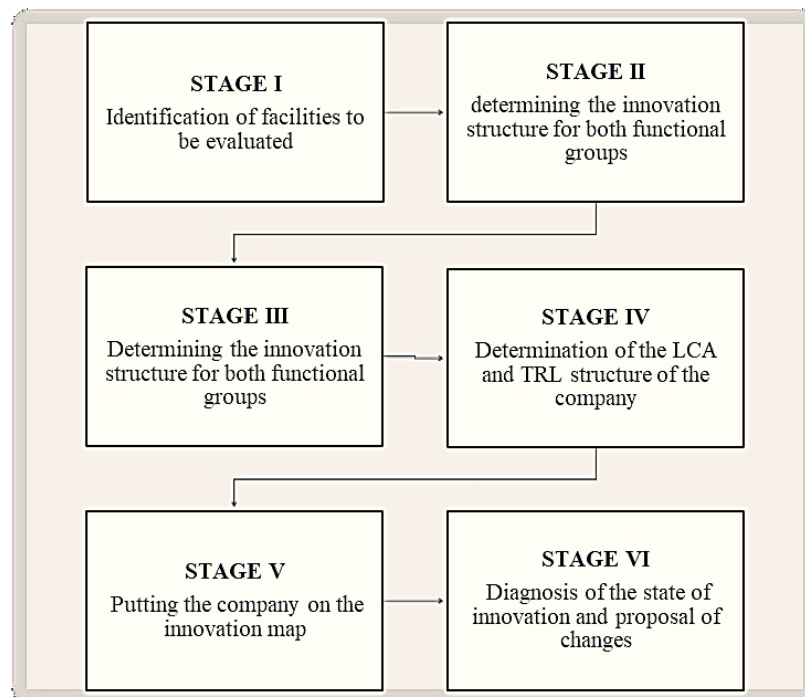 STAGE I
Identification of facilities to
be evaluated
STAGE II
determining the innovation
structure for both functional
groups
STAGE III
Determining the innovation
structure for both functional
groups
STAGE IV
Determination of the LCA
and TRL structure of the
company
STAGE V
Putting the company on the
innovation map
STAGE VI
Diagnosis of the state of
innovation and proposal of
changes